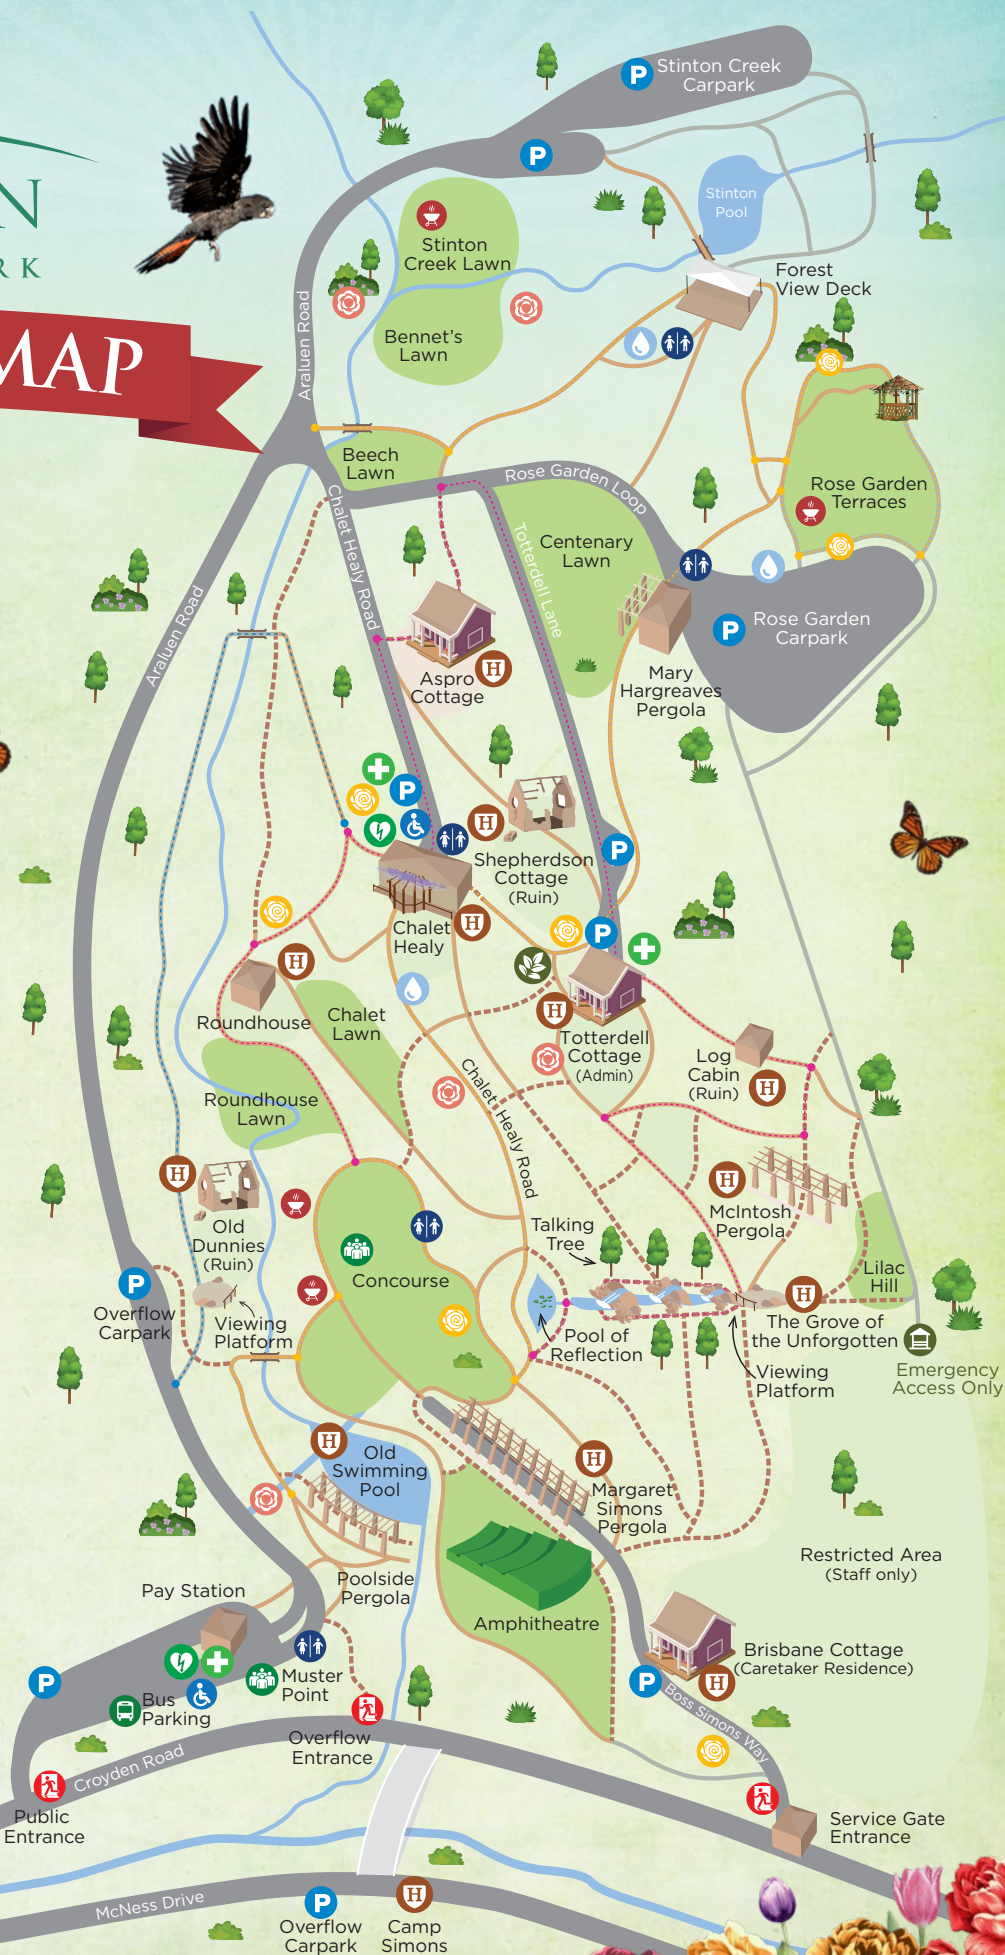 N
RK
MAP
P
Stinton Creek
Carpark
P
Stinton
Pool
Stinton
Creek Lawn
Forest
View Deck
Araluen Road
Bennet's
Lawn
Beech
Lawn
Rose Garden Loop
Rose Garden
Terraces
Chalet Healy Road
Totterdell Lane
Centenary
Lawn
P
Rose Garden
Carpark
Araluen Road
Aspro
Cottage
H
Mary
Hargreaves
Pergola
P
H
Shepherdson
Cottage
(Ruin)
P
Chalet
Healy
H
P
H
Roundhouse
Chalet
Lawn
H
Totterdell
Cottage
(Admin)
Log
Cabin
(Ruin)
H
Chalet Healy Road
Roundhouse
Lawn
H
Old
Dunnies
(Ruin)
H
McIntosh
Pergola
Talking
Tree
Lilac
Hill
Concourse
P
Overflow
Carpark
Viewing
Platform
H
The Grove of
the Unforgotten
Pool of
Reflection
Viewing
Platform
Emergency
Access Only
H
Old
Swimming
Pool
H
Margaret
Simons
Pergola
Restricted Area
(Staff only)
Pay Station
Poolside
Pergola
Amphitheatre
Brisbane Cottage
(Caretaker Residence)
P
H
P
Muster
Point
Bus
Parking
Boss Simons Way
Overflow
Entrance
Croyden Road
Public
Entrance
Service Gate
Entrance
McNess Drive
P
Overflow
Carpark
H
Camp
Simons